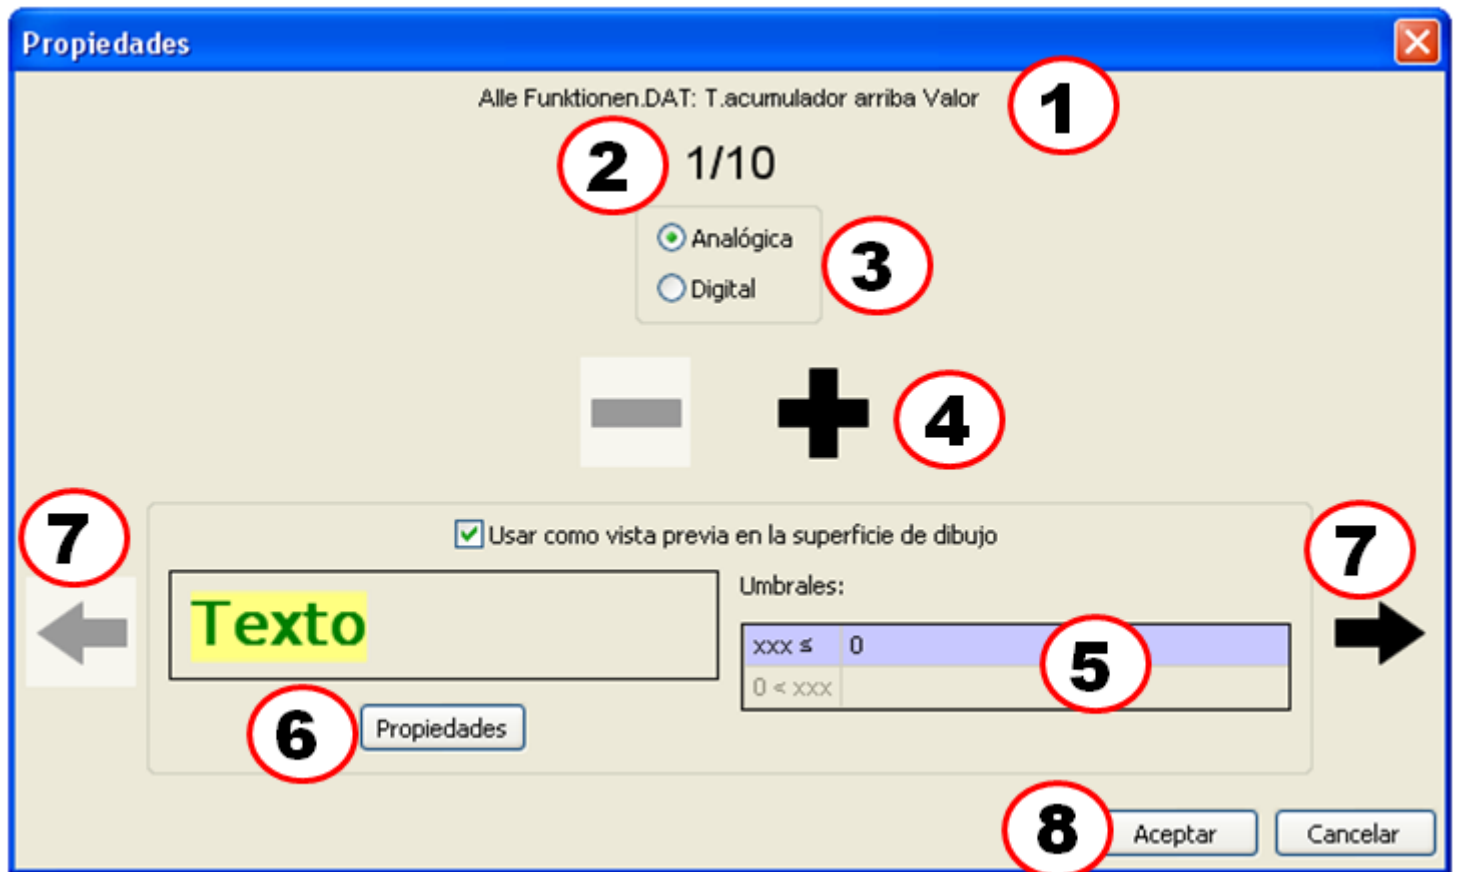 Propiedades
Alle Funktionen.DAT: T.acumulador arriba Valor
1
2
1/10
Analógica
3
Digital
4
7
7
Usar como vista previa en la superficie de dibujo
Umbrales:
Texto
xxx ≤ 0
5
0 < xxx
6
Propiedades
8
Aceptar
Cancelar